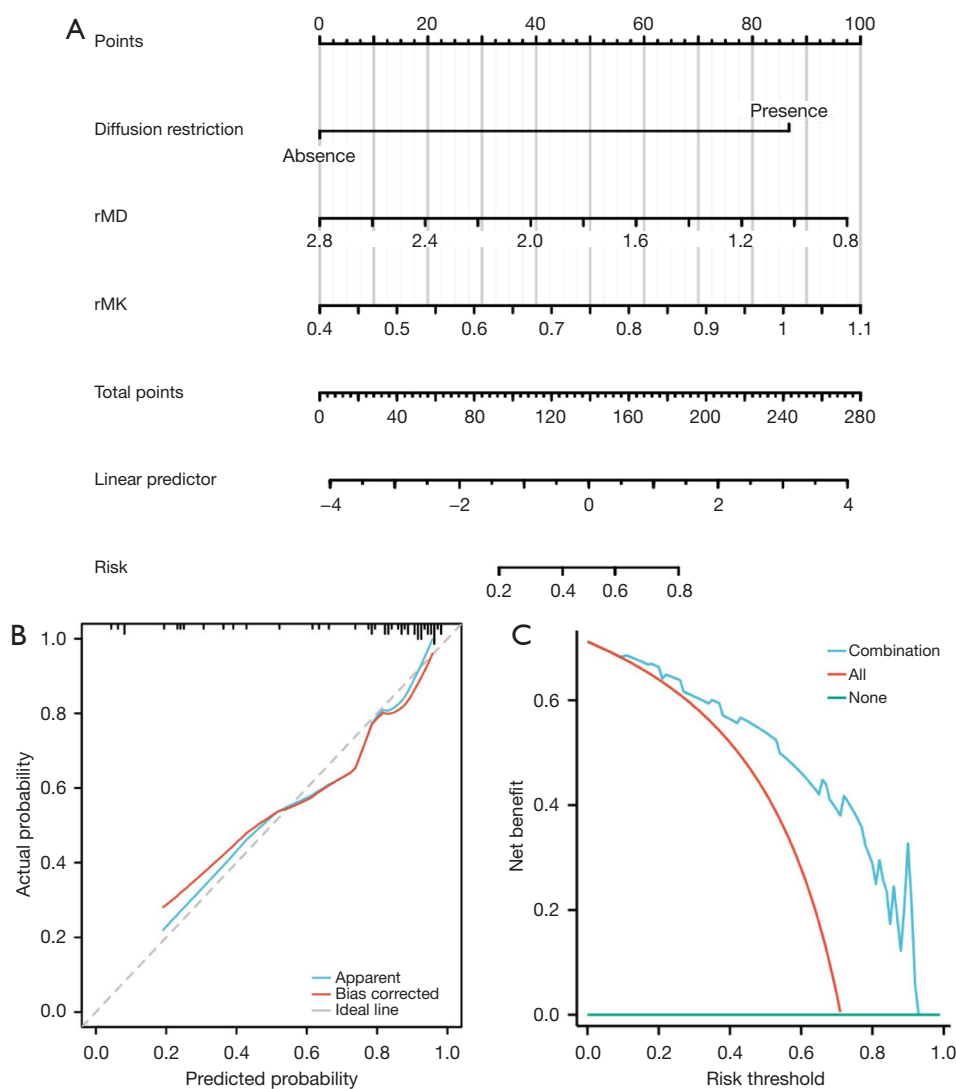 A
Points
0 20 40 60 80 100
Diffusion restriction
Presence
Absence
rMD
2.8 2.4 2.0 1.6 1.2 0.8
rMK
0.4 0.5 0.6 0.7 0.8 0.9 1 1.1
Total points
0 40 80 120 160 200 240 280
Linear predictor
−4 −2 0 2 4
Risk
0.2 0.4 0.6 0.8
B
Actual probability
1.0
0.8
0.6
0.4
0.2
0.0
Apparent
Bias corrected
Ideal line
0.0 0.2 0.4 0.6 0.8 1.0
Predicted probability
C
Net benefit
0.6
0.4
0.2
0.0
Combination
All
None
0.0 0.2 0.4 0.6 0.8 1.0
Risk threshold